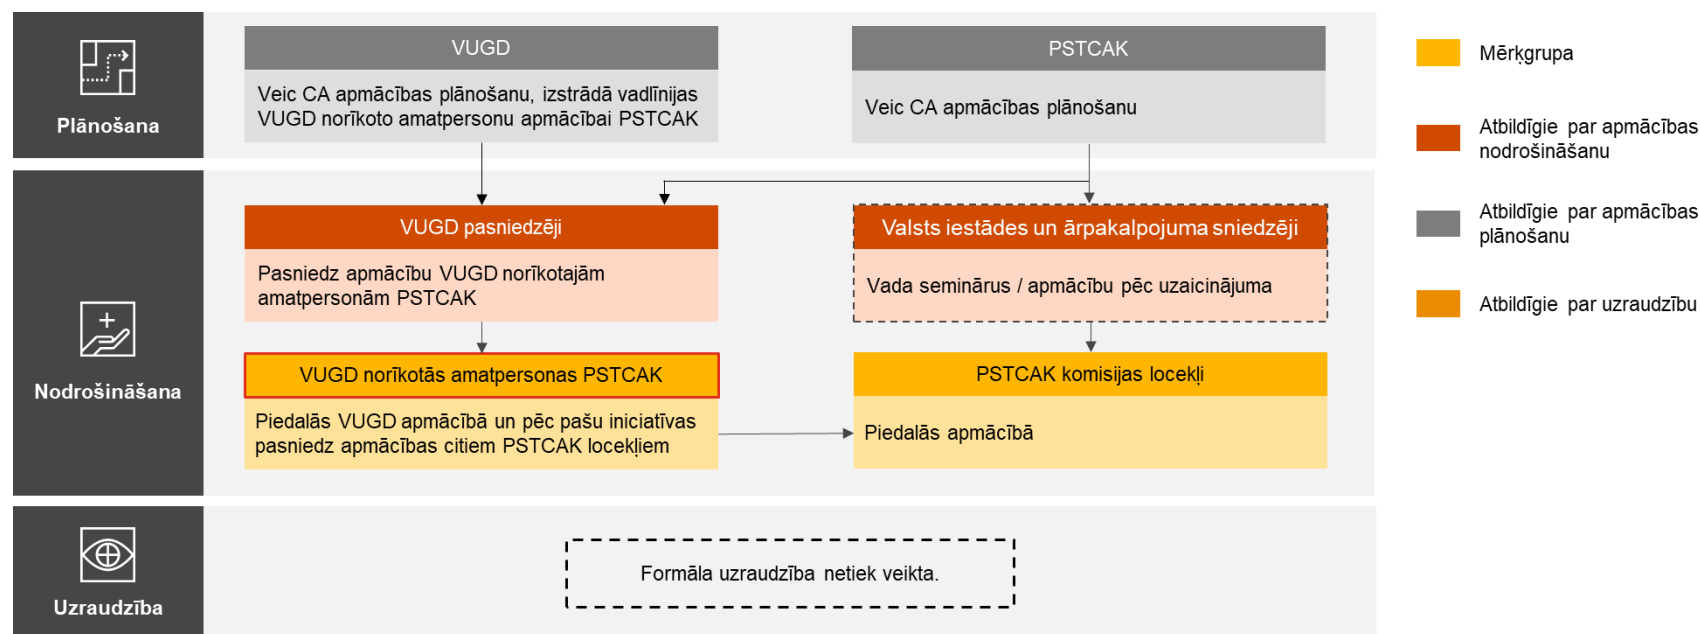 Plānošana
VUGD
Veic CA apmācības plānošanu, izstrādā vadlīnijas
VUGD norīkoto amatpersonu apmācībai PSTCAK
PSTCAK
Veic CA apmācības plānošanu
Nodrošināšana
VUGD pasniedzēji
Pasniedz apmācību VUGD norīkotajām
amatpersonām PSTCAK
Valsts iestādes un ārpakalpojuma sniedzēji
Vada seminārus / apmācību pēc uzaicinājuma
VUGD norīkotās amatpersonas PSTCAK
Piedalās VUGD apmācībā un pēc pašu iniciatīvas
pasniedz apmācības citiem PSTCAK locekļiem
PSTCAK komisijas locekļi
Piedalās apmācībā
Uzraudzība
Formāla uzraudzība netiek veikta.
Mērķgrupa
Atbildīgie par apmācības
nodrošināšanu
Atbildīgie par apmācības
plānošanu
Atbildīgie par uzraudzību